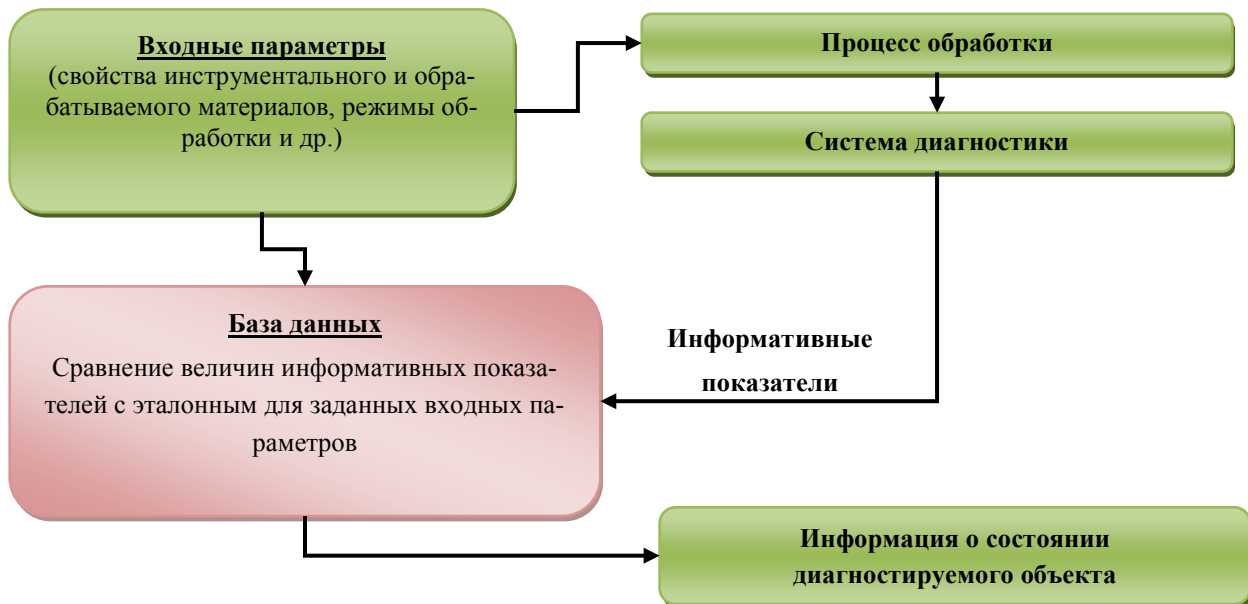 Входные параметры
(свойства инструментального и обра-
батываемого материалов, режимы об-
работки и др.)
Процесс обработки
Система диагностики
База данных
Сравнение величин информативных показа-
телей с эталонным для заданных входных па-
раметров
Информативные
показатели
Информация о состоянии
диагностируемого объекта